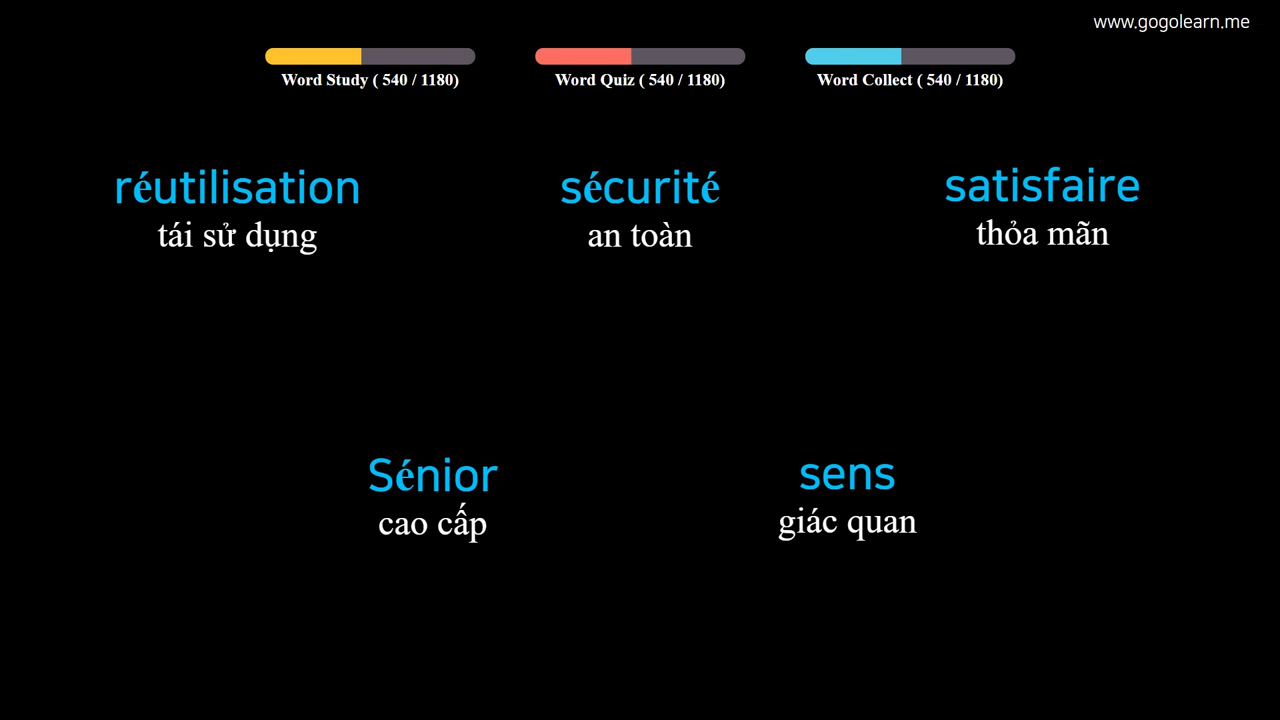 www.gogolearn.me
Word Study ( 540 / 1180)
Word Quiz ( 540 / 1180)
Word Collect ( 540 / 1180)
réutilisation
tái sử dụng
sécurité
an toàn
satisfaire
thỏa mãn
Sénior
cao cấp
sens
giác quan